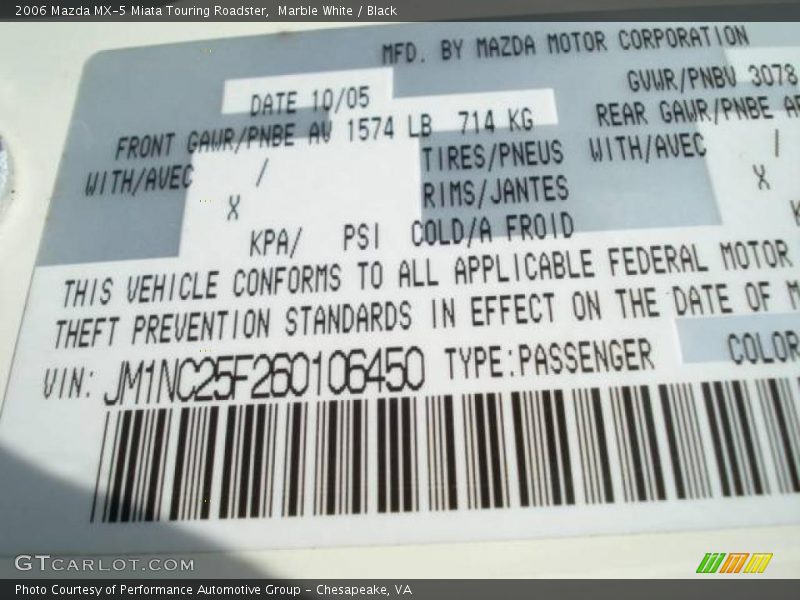 2006 Mazda MX-5 Miata Touring Roadster,  Marble White / Black
MFD. BY MAZDA MOTOR CORPORATION
DATE 10/05
GVWR/PNBV 3078
FRONT GAWR/PNBE AV 1574 LB 714 KG
REAR GAWR/PNBE
WITH/AVEC / TIRES/PNEUS WITH/AVEC /
X RIMS/JANTES X
KPA/ PSI COLD/A FROID
THIS VEHICLE CONFORMS TO ALL APPLICABLE FEDERAL MOTOR
THEFT PREVENTION STANDARDS IN EFFECT ON THE DATE OF
VIN: JM1NC25F260106450 TYPE:PASSENGER COLOR
GTCARLOT.COM
Photo Courtesy of Performance Automotive Group - Chesapeake, VA